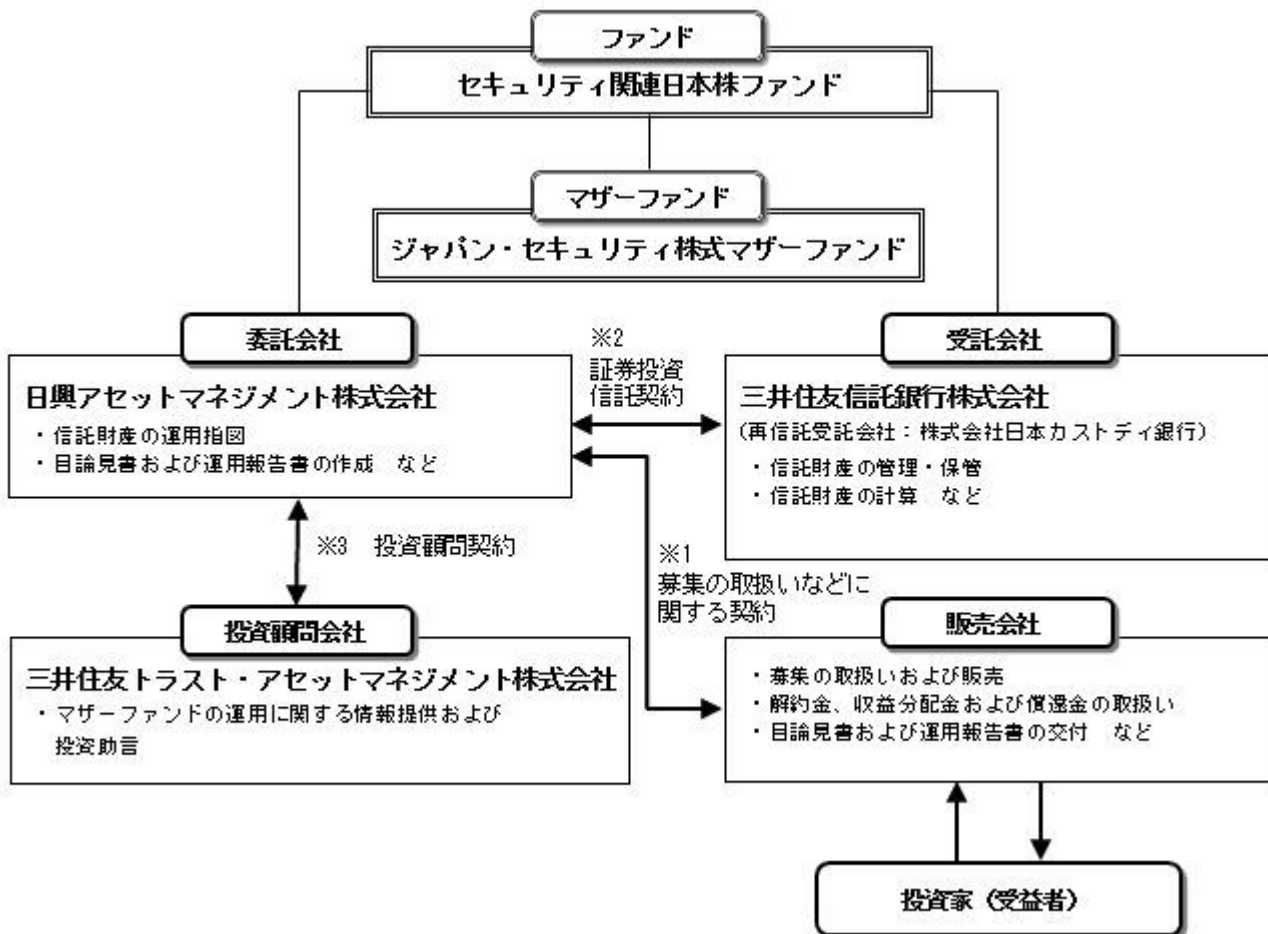 ファンド
セキュリティ関連日本株ファンド
マザーファンド
ジャパン・セキュリティ株式マザーファンド
委託会社
日興アセットマネジメント株式会社
・信託財産の運用指図
・目論見書および運用報告書の作成 など
※2
証券投資
信託契約
受託会社
三井住友信託銀行株式会社
(再信託受託会社:株式会社日本カストディ銀行)
・信託財産の管理・保管
・信託財産の計算 など
※3 投資顧問契約
※1
募集の取扱いなどに
関する契約
投資顧問会社
三井住友トラスト・アセットマネジメント株式会社
・マザーファンドの運用に関する情報提供および
投資助言
販売会社
・募集の取扱いおよび販売
・解約金、収益分配金および償還金の取扱い
・目論見書および運用報告書の交付 など
投資家(受益者)